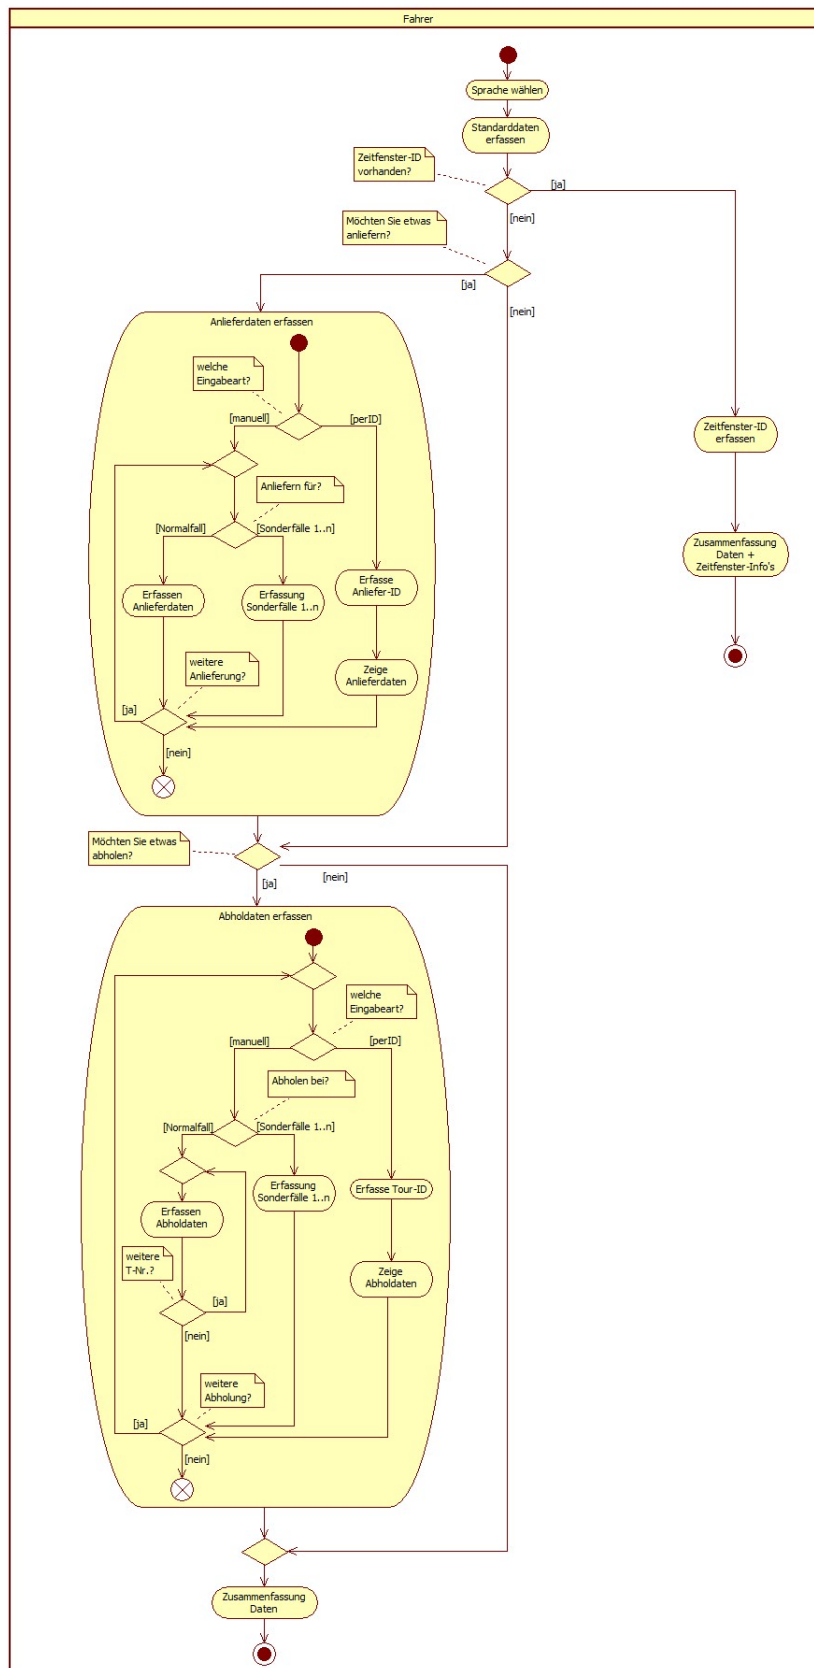 Fahrer
Sprache wählen
Standarddaten
erfassen
Zeitfenster-ID
vorhanden?
[ja]
[nein]
Möchten Sie etwas
anliefern?
[ja]
[nein]
Anlieferdaten erfassen
welche
Eingabeart?
[manuell]
[perID]
Anliefern für?
[Normalfall]
[Sonderfälle 1..n]
Erfassen
Anlieferdaten
Erfassung
Sonderfälle 1..n
Erfasse
Anliefer-ID
weitere
Anlieferung?
Zeige
Anlieferdaten
[ja]
[nein]
Zeitfenster-ID
erfassen
Zusammenfassung
Daten +
Zeitfenster-Info's
Möchten Sie etwas
abholen?
[ja]
[nein]
Abholdaten erfassen
welche
Eingabeart?
[manuell]
[perID]
Abholen bei?
[Normalfall]
[Sonderfälle 1..n]
Erfassen
Abholdaten
Erfassung
Sonderfälle 1..n
Erfasse Tour-ID
weitere
T-Nr.?
Zeige
Abholdaten
[ja]
[nein]
weitere
Abholung?
[ja]
[nein]
Zusammenfassung
Daten